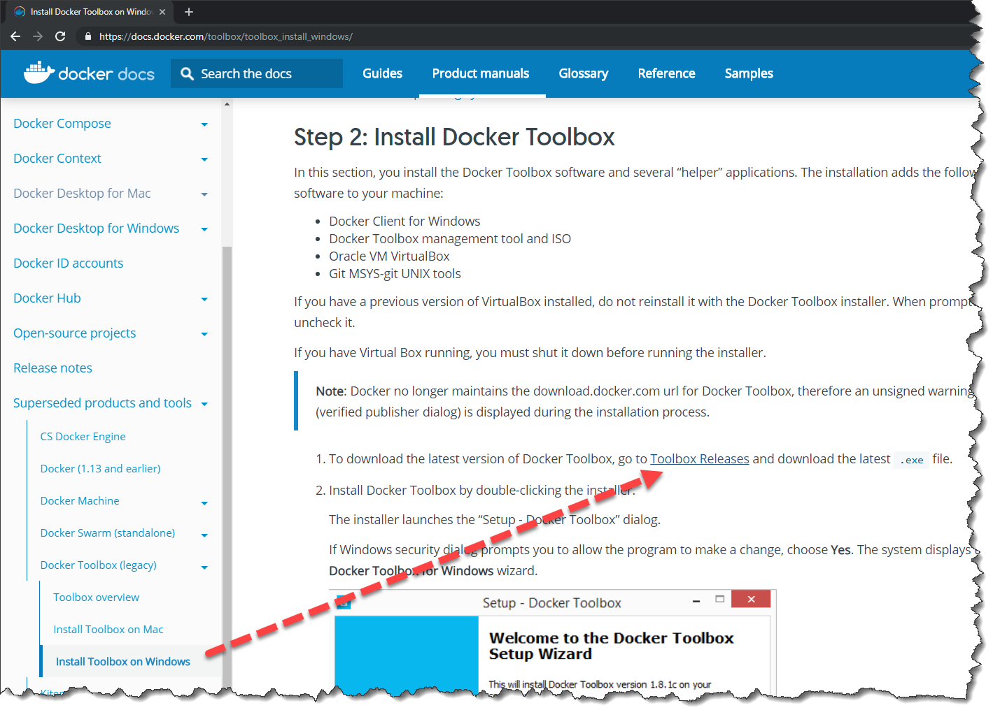 Install Docker Toolbox on Windo
https://docs.docker.com/toolbox/toolbox_install_windows/
docker docs
Search the docs
Guides
Product manuals
Glossary
Reference
Samples
Docker Compose
Docker Context
Docker Desktop for Mac
Docker Desktop for Windows
Docker ID accounts
Docker Hub
Open-source projects
Release notes
Superseded products and tools
CS Docker Engine
Docker (1.13 and earlier)
Docker Machine
Docker Swarm (standalone)
Docker Toolbox (legacy)
Toolbox overview
Install Toolbox on Mac
Install Toolbox on Windows
Step 2: Install Docker Toolbox
In this section, you install the Docker Toolbox software and several “helper” applications. The installation adds the follow
software to your machine:
• Docker Client for Windows
• Docker Toolbox management tool and ISO
• Oracle VM VirtualBox
• Git MSYS-git UNIX tools
If you have a previous version of VirtualBox installed, do not reinstall it with the Docker Toolbox installer. When prompt
uncheck it.
If you have Virtual Box running, you must shut it down before running the installer.
Note: Docker no longer maintains the download.docker.com url for Docker Toolbox, therefore an unsigned warning
(verified publisher dialog) is displayed during the installation process.
1. To download the latest version of Docker Toolbox, go to Toolbox Releases and download the latest .exe file.
2. Install Docker Toolbox by double-clicking the installer.
The installer launches the “Setup - Docker Toolbox” dialog.
If Windows security dialog prompts you to allow the program to make a change, choose Yes. The system displays
Docker Toolbox for Windows wizard.
Setup - Docker Toolbox
Welcome to the Docker Toolbox
Setup Wizard
This will install Docker Toolbox version 1.8.1c on your